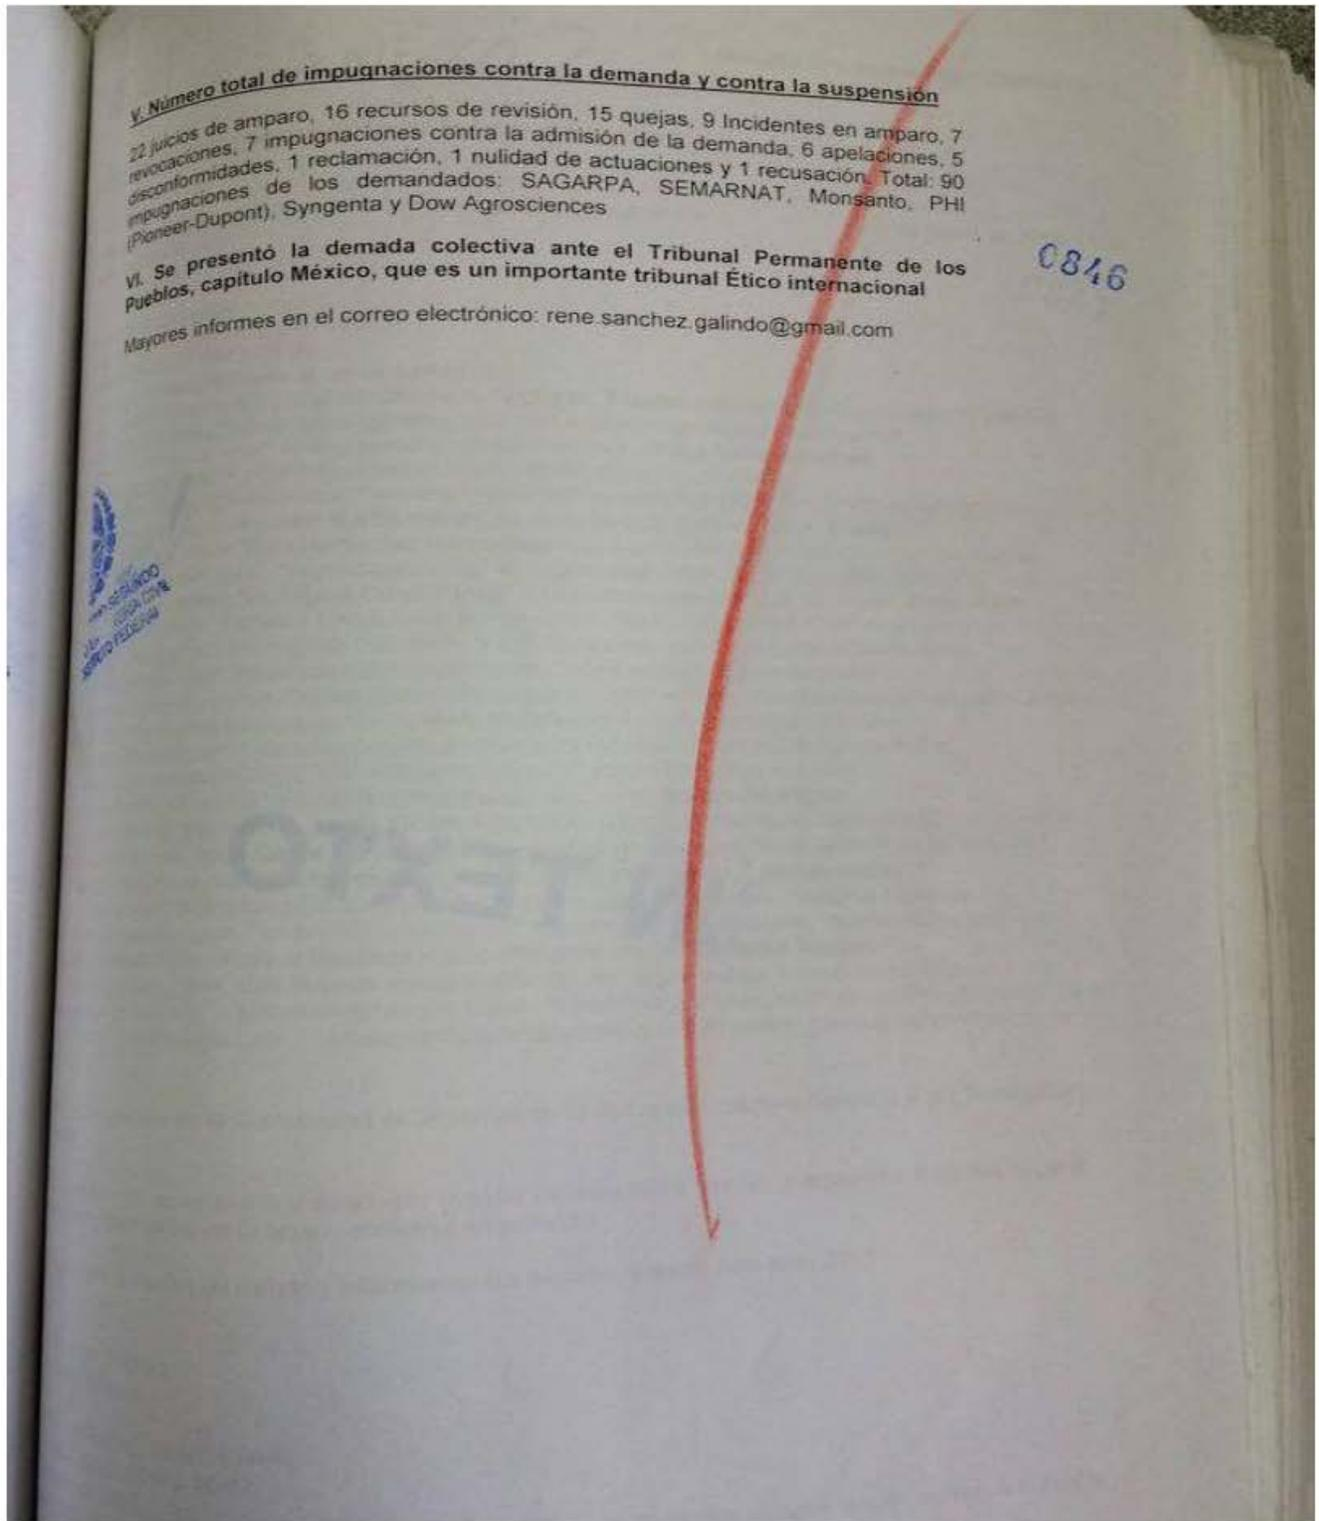 V. Número total de impugnaciones contra la demanda y contra la suspensión
22 juicios de amparo, 16 recursos de revisión, 15 quejas, 9 Incidentes en amparo, 7
revocaciones, 7 impugnaciones contra la admisión de la demanda, 6 apelaciones, 5
disconformidades, 1 reclamación, 1 nulidad de actuaciones y 1 recusación. Total: 90
impugnaciones de los demandados: SAGARPA, SEMARNAT, Monsanto, PHI
(Pioneer-Dupont), Syngenta y Dow Agrosciences
VI. Se presentó la demada colectiva ante el Tribunal Permanente de los
Pueblos, capítulo México, que es un importante tribunal Ético internacional
Mayores informes en el correo electrónico: rene.sanchez.galindo@gmail.com
0846
SEGUNDO
FEDERAL
TEXTO